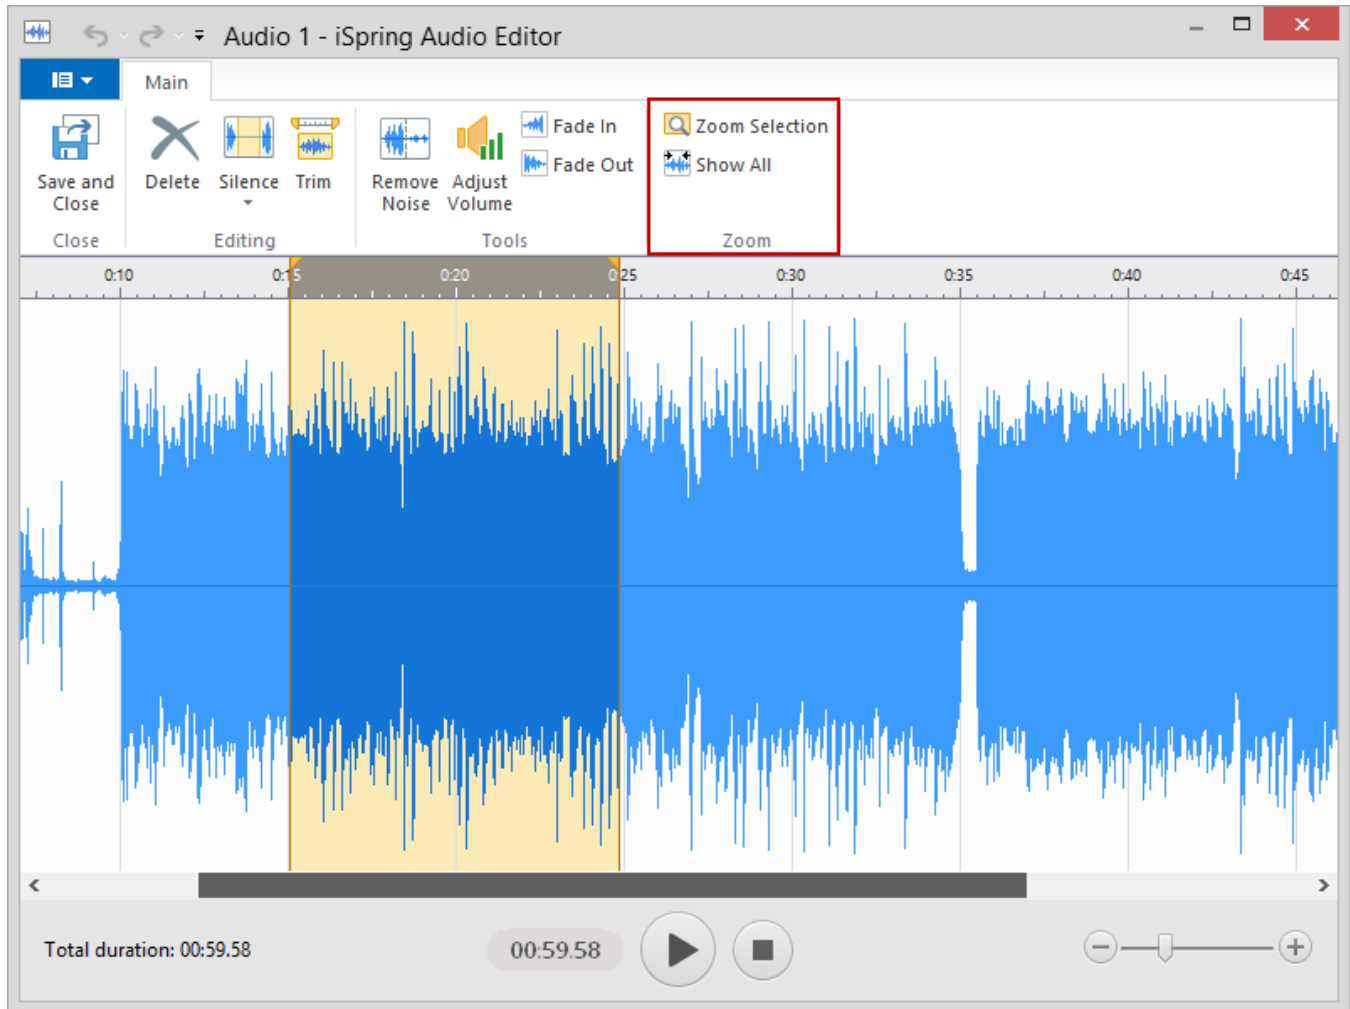 Audio 1 - iSpring Audio Editor
Main
Save and Close
Delete
Silence
Trim
Remove Noise
Adjust Volume
Fade In
Fade Out
Zoom Selection
Show All
Close
Editing
Tools
Zoom
0:10 0:15 0:20 0:25 0:30 0:35 0:40 0:45
Total duration: 00:59.58
00:59.58